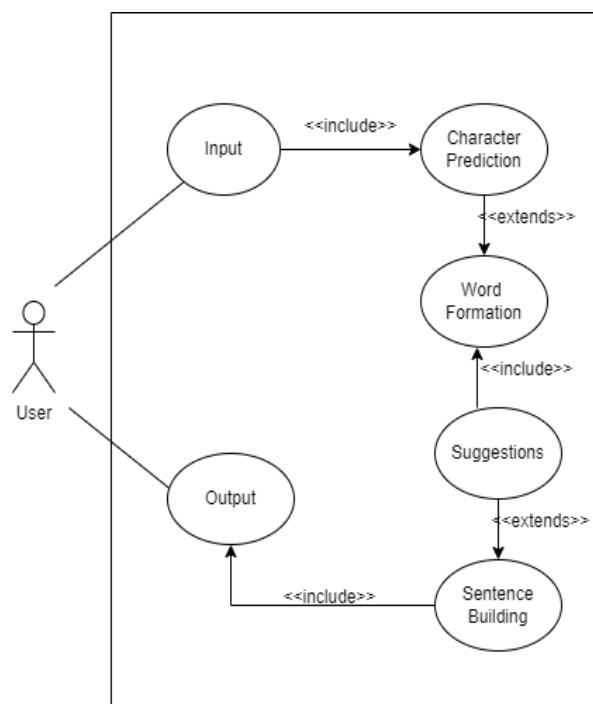 <<include>>
Input
Character
Prediction
<<extends>>
Word
Formation
<<include>>
User
Suggestions
Output
<<extends>>
<<include>>
Sentence
Building